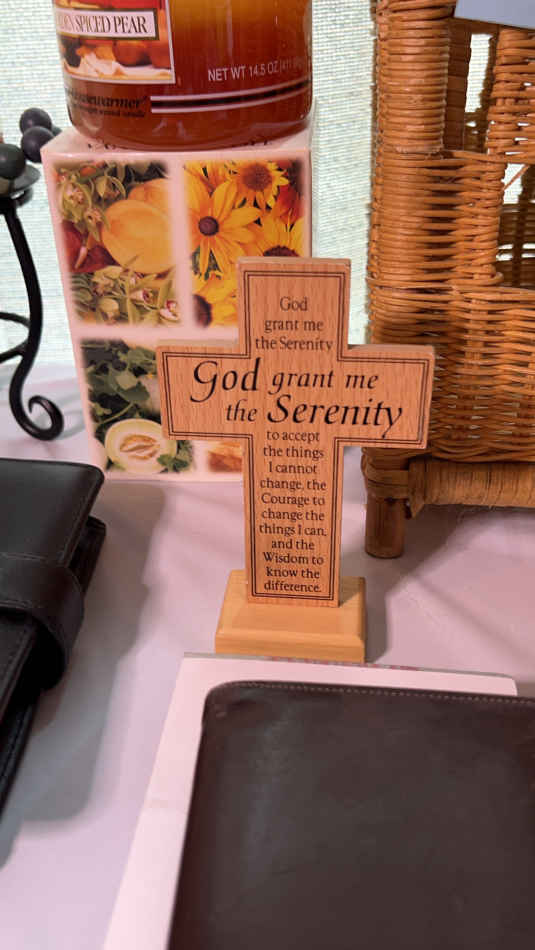 SPICED PEAR
NET WT 14.5 OZ
God
grant me
the Serenity
God grant me
the Serenity
to accept
the things
I cannot
change, the
Courage to
change the
things I can,
and the
Wisdom to
know the
difference.